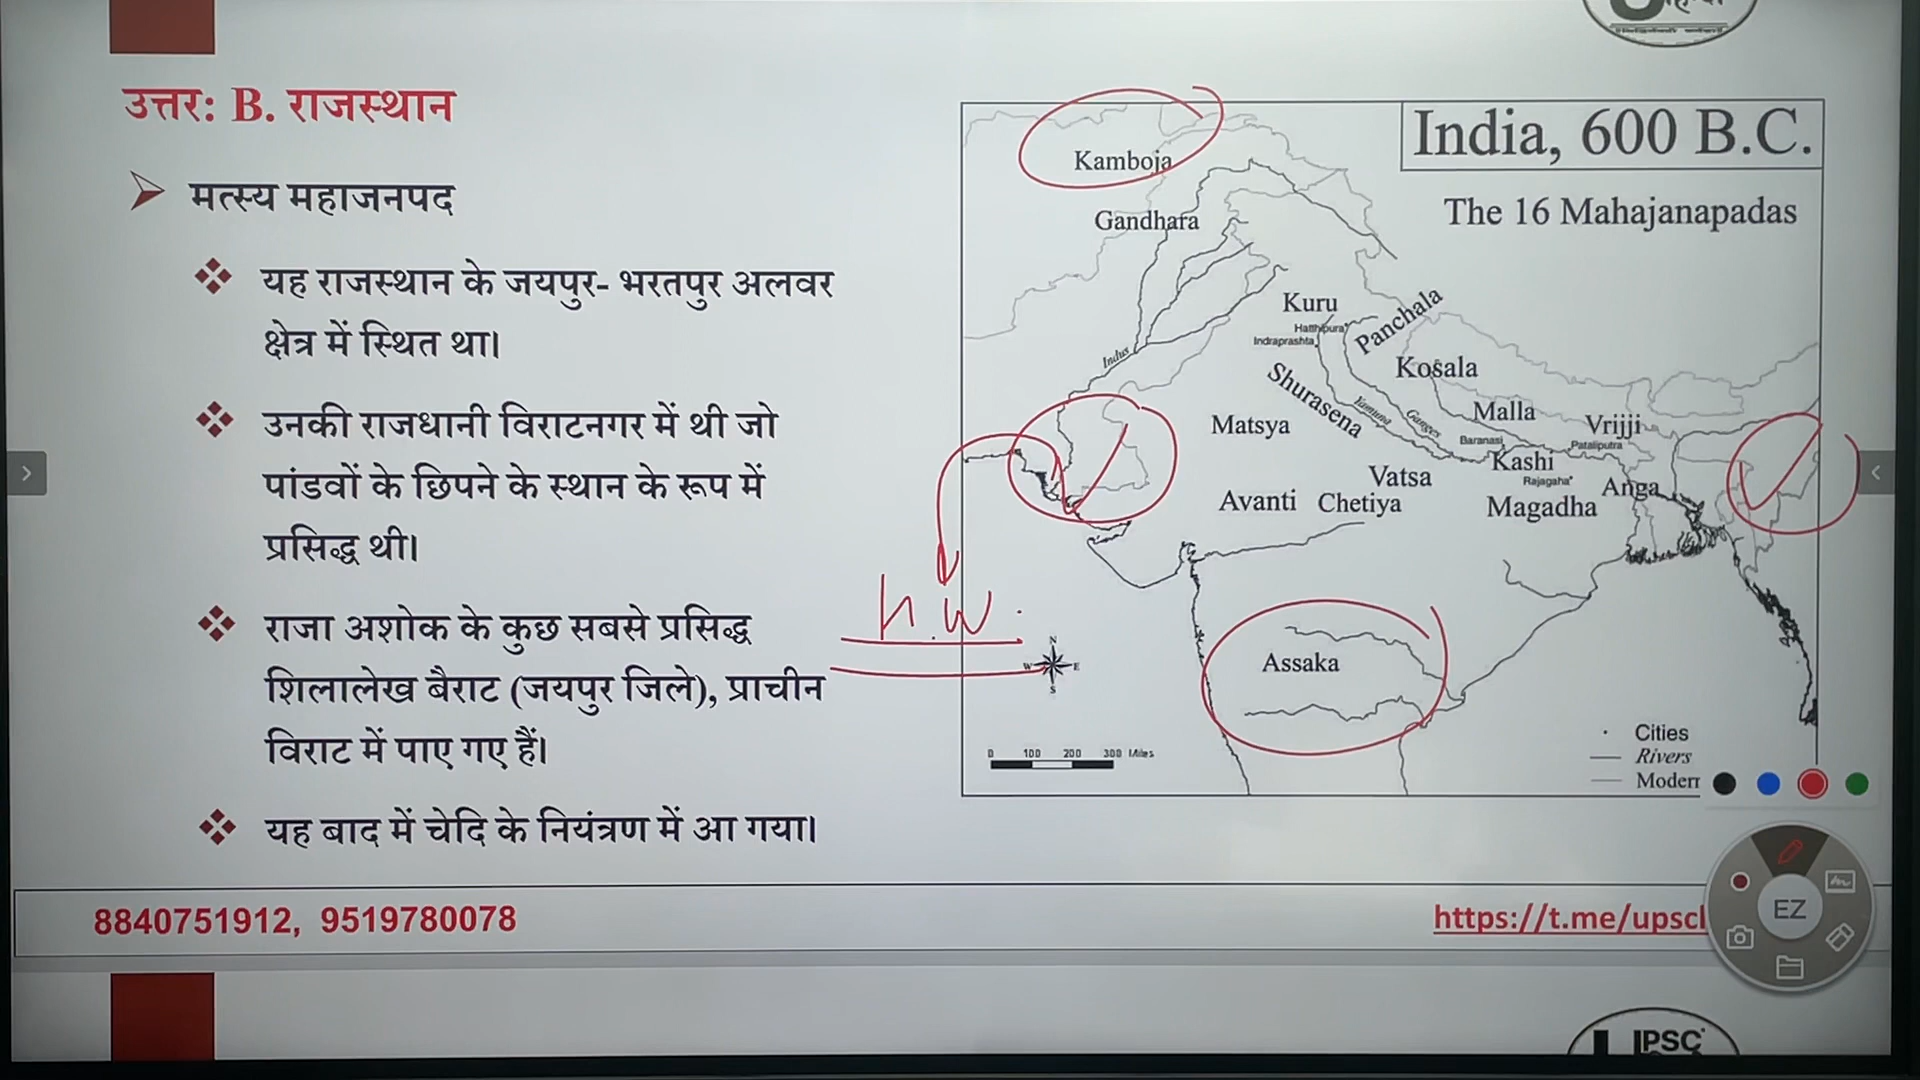 उत्तर: B. राजस्थान
मत्स्य महाजनपद
यह राजस्थान के जयपुर- भरतपुर अलवर
क्षेत्र में स्थित था।
उनकी राजधानी विराटनगर में थी जो
पांडवों के छिपने के स्थान के रूप में
प्रसिद्ध थी।
राजा अशोक के कुछ सबसे प्रसिद्ध
शिलालेख बैराट (जयपुर जिले), प्राचीन
विराट में पाए गए हैं।
यह बाद में चेदि के नियंत्रण में आ गया।
India, 600 B.C.
The 16 Mahajanapadas
Kamboja
Gandhara
Kuru
Panchala
Indraprashta
Indus
Kosala
Shurasena
Yamuna
Ganges
Malla
Matsya
Vrijji
Baranasi
Pataliputra
Kashi
Vatsa
Rajagaha
Anga
Avanti
Chetiya
Magadha
h.w.
Assaka
N
W
E
S
0 100 200 300 Miles
Cities
Rivers
Modern
8840751912, 9519780078
https://t.me/upscl
EZ
UPSC